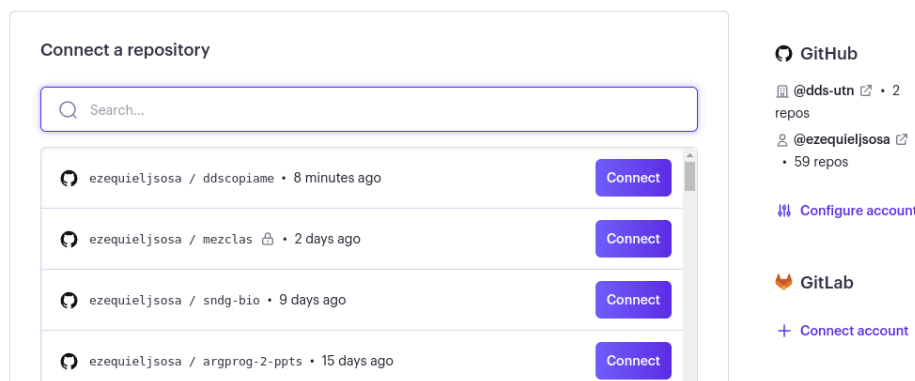 Connect a repository
Search...
ezequieljsosa / ddscopiame • 8 minutes ago
Connect
ezequieljsosa / mezclas • 2 days ago
Connect
ezequieljsosa / sndg-bio • 9 days ago
Connect
ezequieljsosa / argprog-2-ppts • 15 days ago
Connect
GitHub
@dds-utn • 2
repos
@ezequieljsosa
• 59 repos
Configure account
GitLab
Connect account